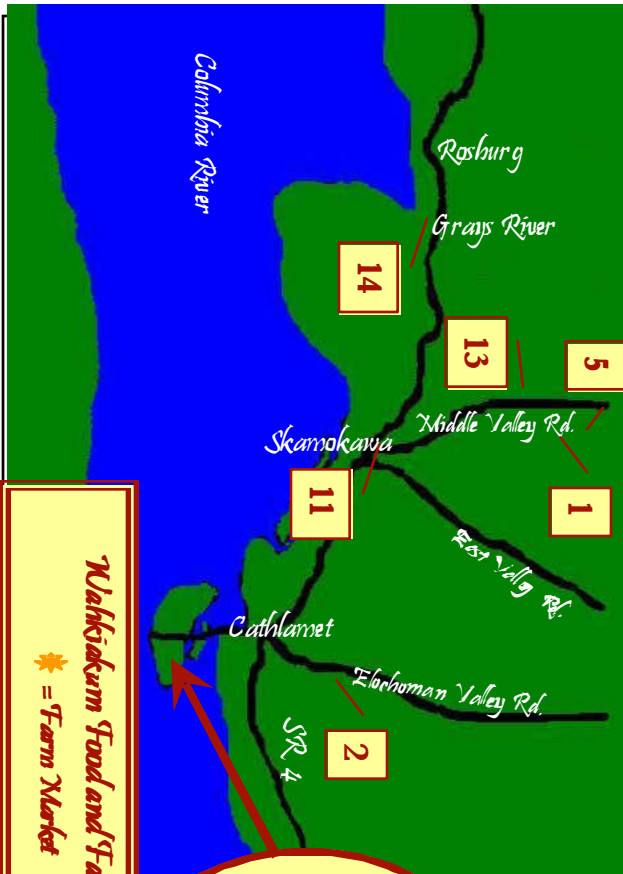 Columbia River
Rosburg
Grays River
14
13
5
Middle Valley Rd.
Skamokawa
11
1
East Valley Rd.
Cathlamet
Elochoman Valley Rd.
2
SR 4
Wahkiakum Food and Fa
= Farm Market